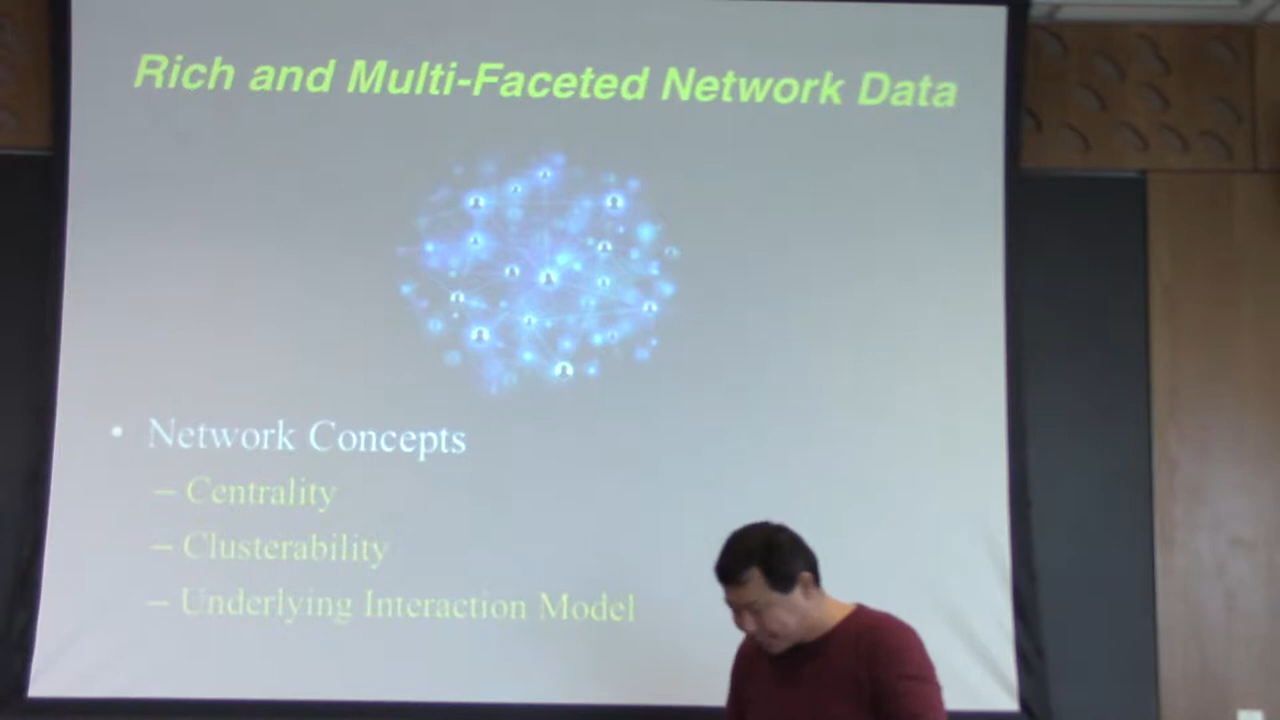 Rich and Multi-Faceted Network Data
• Network Concepts
– Centrality
– Clusterability
– Underlying Interaction Model